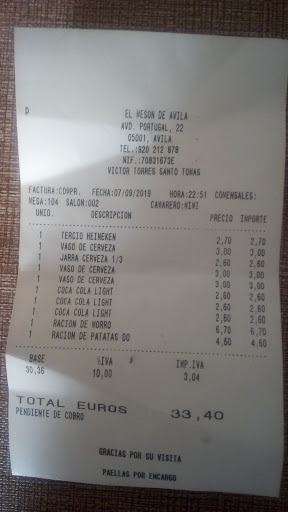 D
EL MESON DE AVILA
AVD. PORTUGAL, 22
05001, AVILA
TEL.:920 212 878
NIF.:70831673E
VICTOR TORRES SANTO TOMAS
FACTURA:COMPR. FECHA:07/09/2019 HORA:22:51 COMENSALES:
MESA:104 SALON:002 CAMARERO:NIVI
UNID. DESCRIPCION PRECIO IMPORTE
1 TERCIO HEINEKEN 2,70 2,70
1 VASO DE CERVEZA 3,00 3,00
1 JARRA CERVEZA 1/3 2,60 2,60
1 VASO DE CERVEZA 3,00 3,00
1 VASO DE CERVEZA 3,00 3,00
1 COCA COLA LIGHT 2,60 2,60
1 COCA COLA LIGHT 2,60 2,60
1 COCA COLA LIGHT 2,60 2,60
1 RACION DE MORRO 6,70 6,70
1 RACION DE PATATAS DO 4,60 4,60
BASE %IVA # IMP.IVA
30,36 10,00 3,04
TOTAL EUROS 33,40
PENDIENTE DE COBRO
GRACIAS POR SU VISITA
PAELLAS POR ENCARGO